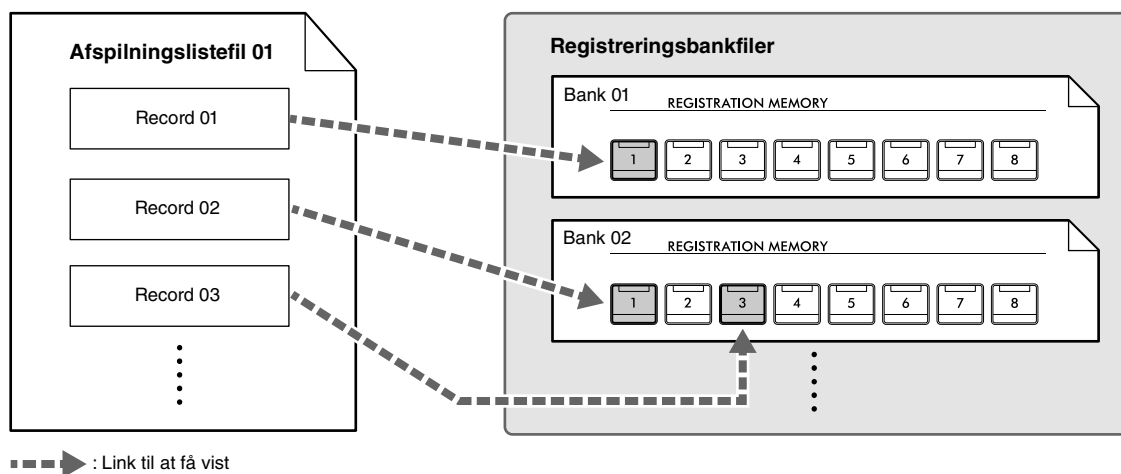 Afspilningslistefil 01
Record 01
Record 02
Record 03
Registreringsbankfiler
Bank 01
REGISTRATION MEMORY
1 2 3 4 5 6 7 8
Bank 02
REGISTRATION MEMORY
1 2 3 4 5 6 7 8
: Link til at få vist